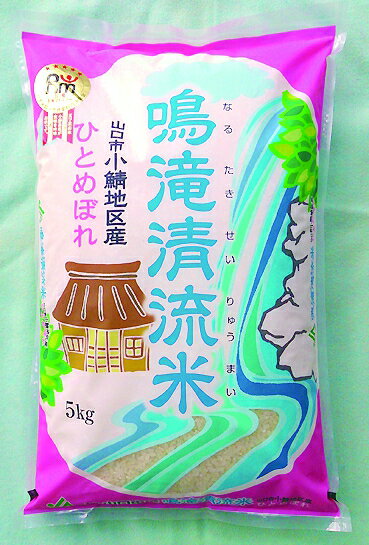 鳴滝清流米
なるたきせいりゅうまい
山口市小鯖地区産
ひとめぼれ
5kg